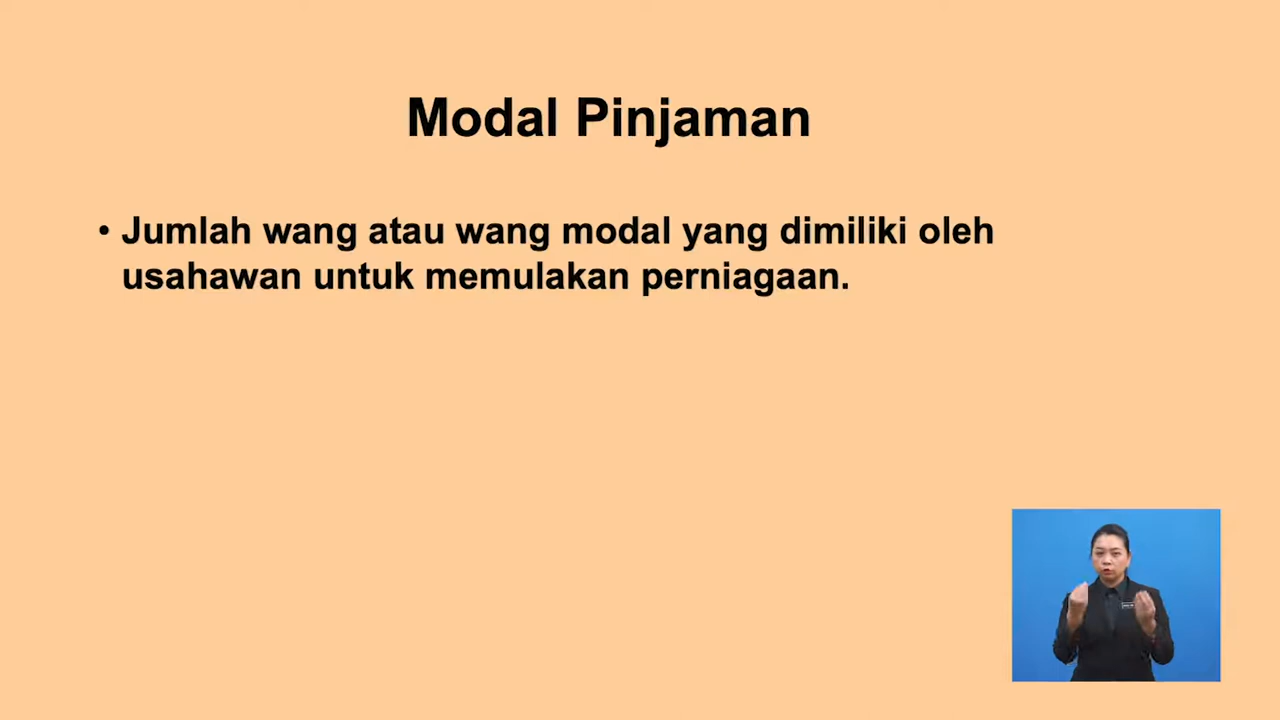 Modal Pinjaman
• Jumlah wang atau wang modal yang dimiliki oleh
usahawan untuk memulakan perniagaan.